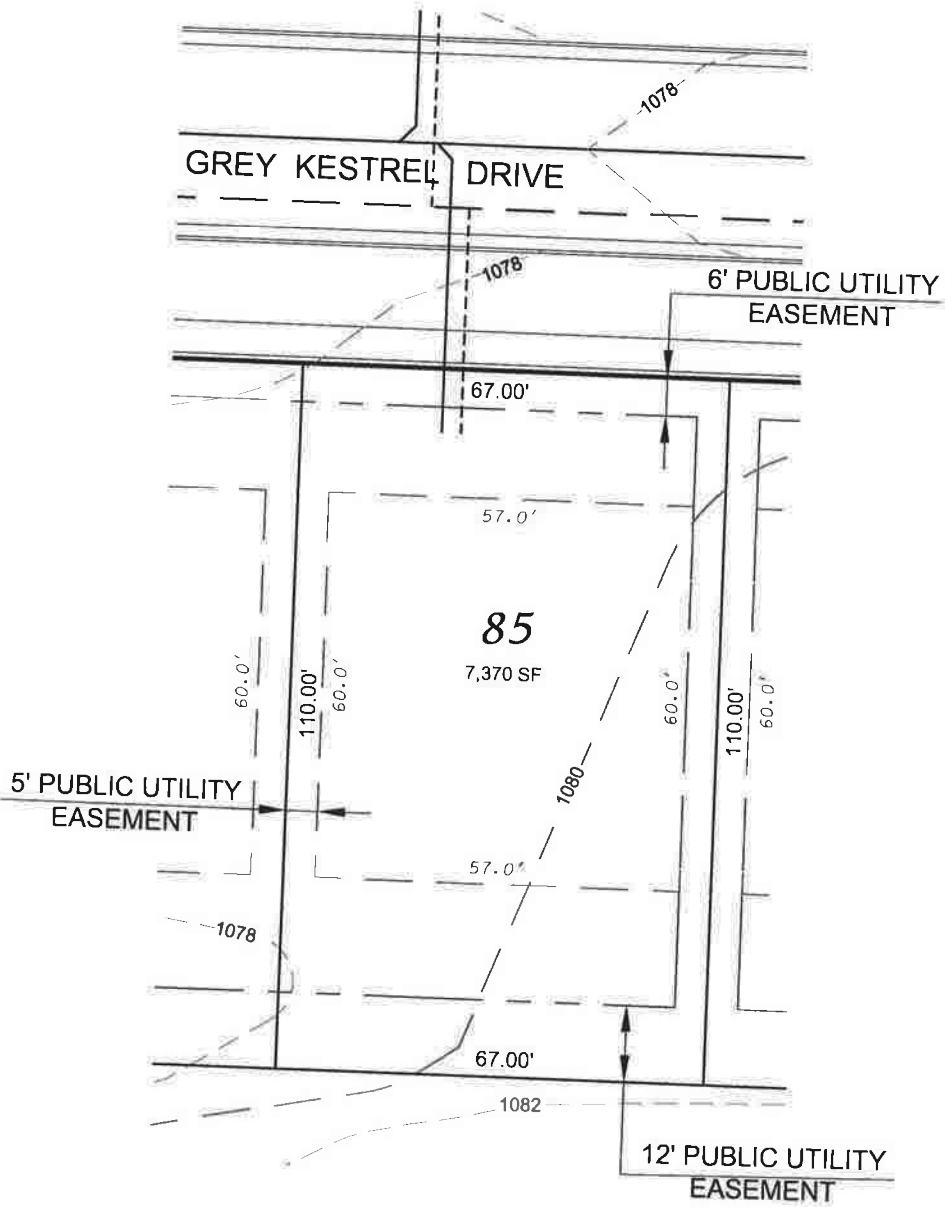 1078
GREY KESTREL DRIVE
1078
6' PUBLIC UTILITY
EASEMENT
67.00'
57.0'
85
7,370 SF
60.0'
110.00'
60.0'
60.0'
110.00'
60.0'
1080
5' PUBLIC UTILITY
EASEMENT
57.0'
1078
67.00'
1082
12' PUBLIC UTILITY
EASEMENT